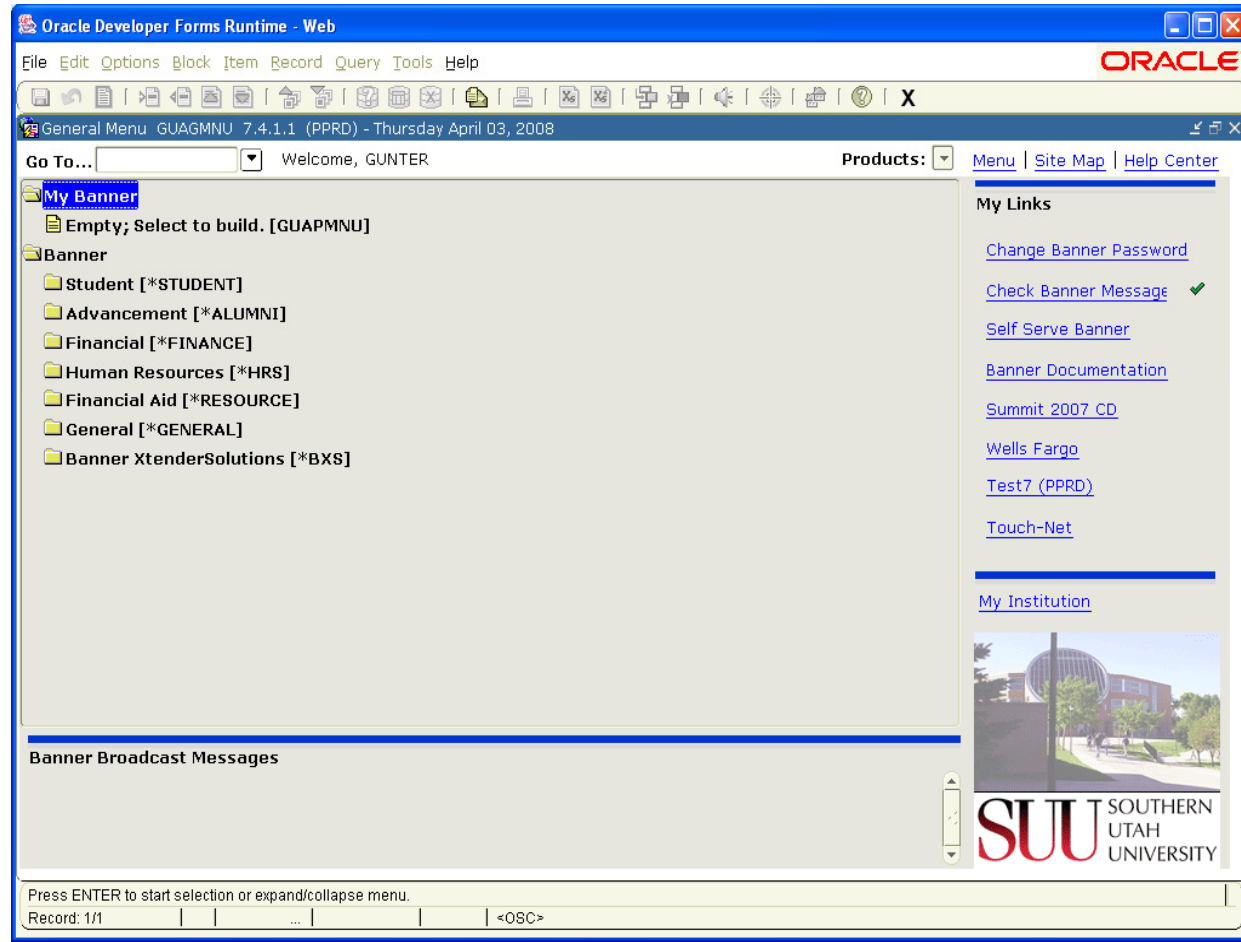 Oracle Developer Forms Runtime - Web
File Edit Options Block Item Record Query Tools Help
ORACLE
General Menu GUAGMNU 7.4.1.1 (PPRD) - Thursday April 03, 2008
Go To... Welcome, GUNTER Products: Menu | Site Map | Help Center
My Banner
Empty; Select to build. [GUAPMNU]
Banner
Student [*STUDENT]
Advancement [*ALUMNI]
Financial [*FINANCE]
Human Resources [*HRS]
Financial Aid [*RESOURCE]
General [*GENERAL]
Banner XtenderSolutions [*BXS]
My Links
Change Banner Password
Check Banner Message
Self Serve Banner
Banner Documentation
Summit 2007 CD
Wells Fargo
Test7 (PPRD)
Touch-Net
My Institution
SUU SOUTHERN
UTAH
UNIVERSITY
Banner Broadcast Messages
Press ENTER to start selection or expand/collapse menu.
Record: 1/1 ... <OSC>